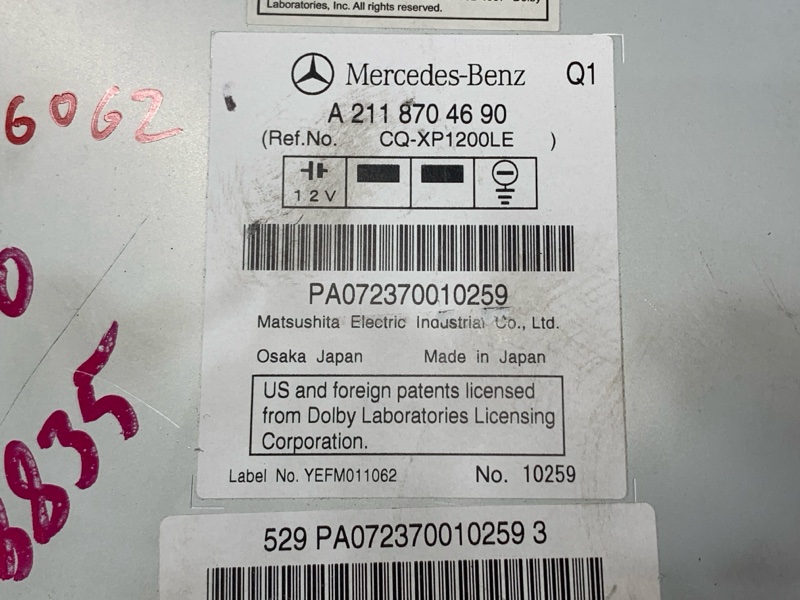 Laboratories, Inc. All rights reserved.
Mercedes-Benz Q1
A 211 870 46 90
(Ref.No. CQ-XP1200LE )
12V
PA072370010259
Matsushita Electric Industrial Co., Ltd.
Osaka Japan Made in Japan
US and foreign patents licensed
from Dolby Laboratories Licensing
Corporation.
Label No. YEFM011062 No. 10259
529 PA072370010259 3
6062
0
6835